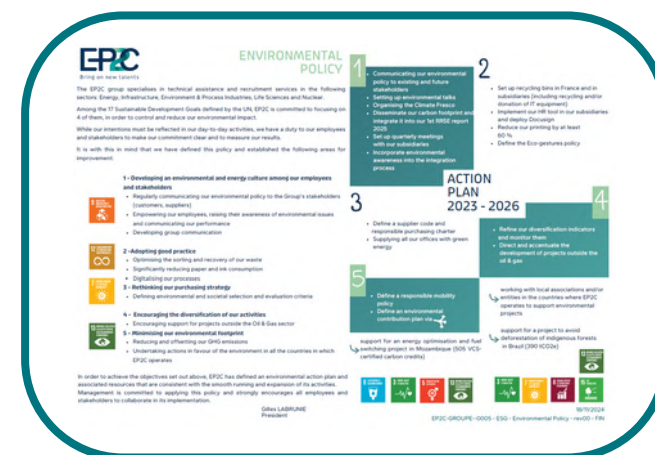 EP2C
Bring on new talents
ENVIRONMENTAL
POLICY
The EP2C group specialises in technical assistance and recruitment services in the following
sectors: Energy, Infrastructure, Environment & Process Industries, Life Sciences and Nuclear.
Among the 17 Sustainable Development Goals defined by the UN, EP2C is committed to focusing on
4 of them, in order to control and reduce our environmental impact.
While our intentions must be reflected in our day-to-day activities, we have a duty to our employees
and stakeholders to make our commitment clear and to measure our results.
It is with this in mind that we have defined this policy and established the following areas for
improvement:
1 - Developing an environmental and energy culture among our employees
and stakeholders
• Regularly communicating our environmental policy to the Group's stakeholders
(customers, suppliers)
• Empowering our employees, raising their awareness of environmental issues
and communicating our performance
• Developing group communication
2 -Adopting good practice
• Optimising the sorting and recovery of our waste
• Significantly reducing paper and ink consumption
• Digitalising our processes
3 - Rethinking our purchasing strategy
• Defining environmental and societal selection and evaluation criteria
4 - Encouraging the diversification of our activities
• Encouraging support for projects outside the Oil & Gas sector
5 - Minimising our environmental footprint
• Reducing and offsetting our GHG emissions
• Undertaking actions in favour of the environment in all the countries in which
EP2C operates
In order to achieve the objectives set out above, EP2C has defined an environmental action plan and
associated resources that are consistent with the smooth running and expansion of its activities.
Management is committed to applying this policy and strongly encourages all employees and
stakeholders to collaborate in its implementation.
Gilles LABRUNIE
President
1
• Communicating our environmental
policy to existing and future
stakeholders
• Setting up environmental talks
• Organising the Climate Fresco
• Disseminate our carbon footprint and
integrate it into our 1st RRSE report
2025
• Set up quarterly meetings
with our subsidiaries
• Incorporate environmental
awareness into the integration
process
2
• Set up recycling bins in France and in
subsidiaries (including recycling and/or
donation of IT equipment)
• Implement our HR tool in our subsidiaries
and deploy Docusign
• Reduce our printing by at least
60 %
• Define the Eco-gestures policy
ACTION
PLAN
2023 - 2026
3
• Define a supplier code and
responsible purchasing charter
• Supplying all our offices with green
energy
4
• Refine our diversification indicators
and monitor them
• Direct and accentuate the
development of projects outside the
oil & gas
5
• Define a responsible mobility
policy
• Define an environmental
contribution plan via
working with local associations and/or
entities in the countries where EP2C
operates to support environmental
projects
support for an energy optimisation and fuel
switching project in Mozambique (505 VCS-
certified carbon credits)
support for a project to avoid
deforestation of indigenous forests
in Brazil (390 tCO2e)
18/11/2024
EP2C-GROUPE--0005 - ESG - Environmental Policy - rev00 - FIN